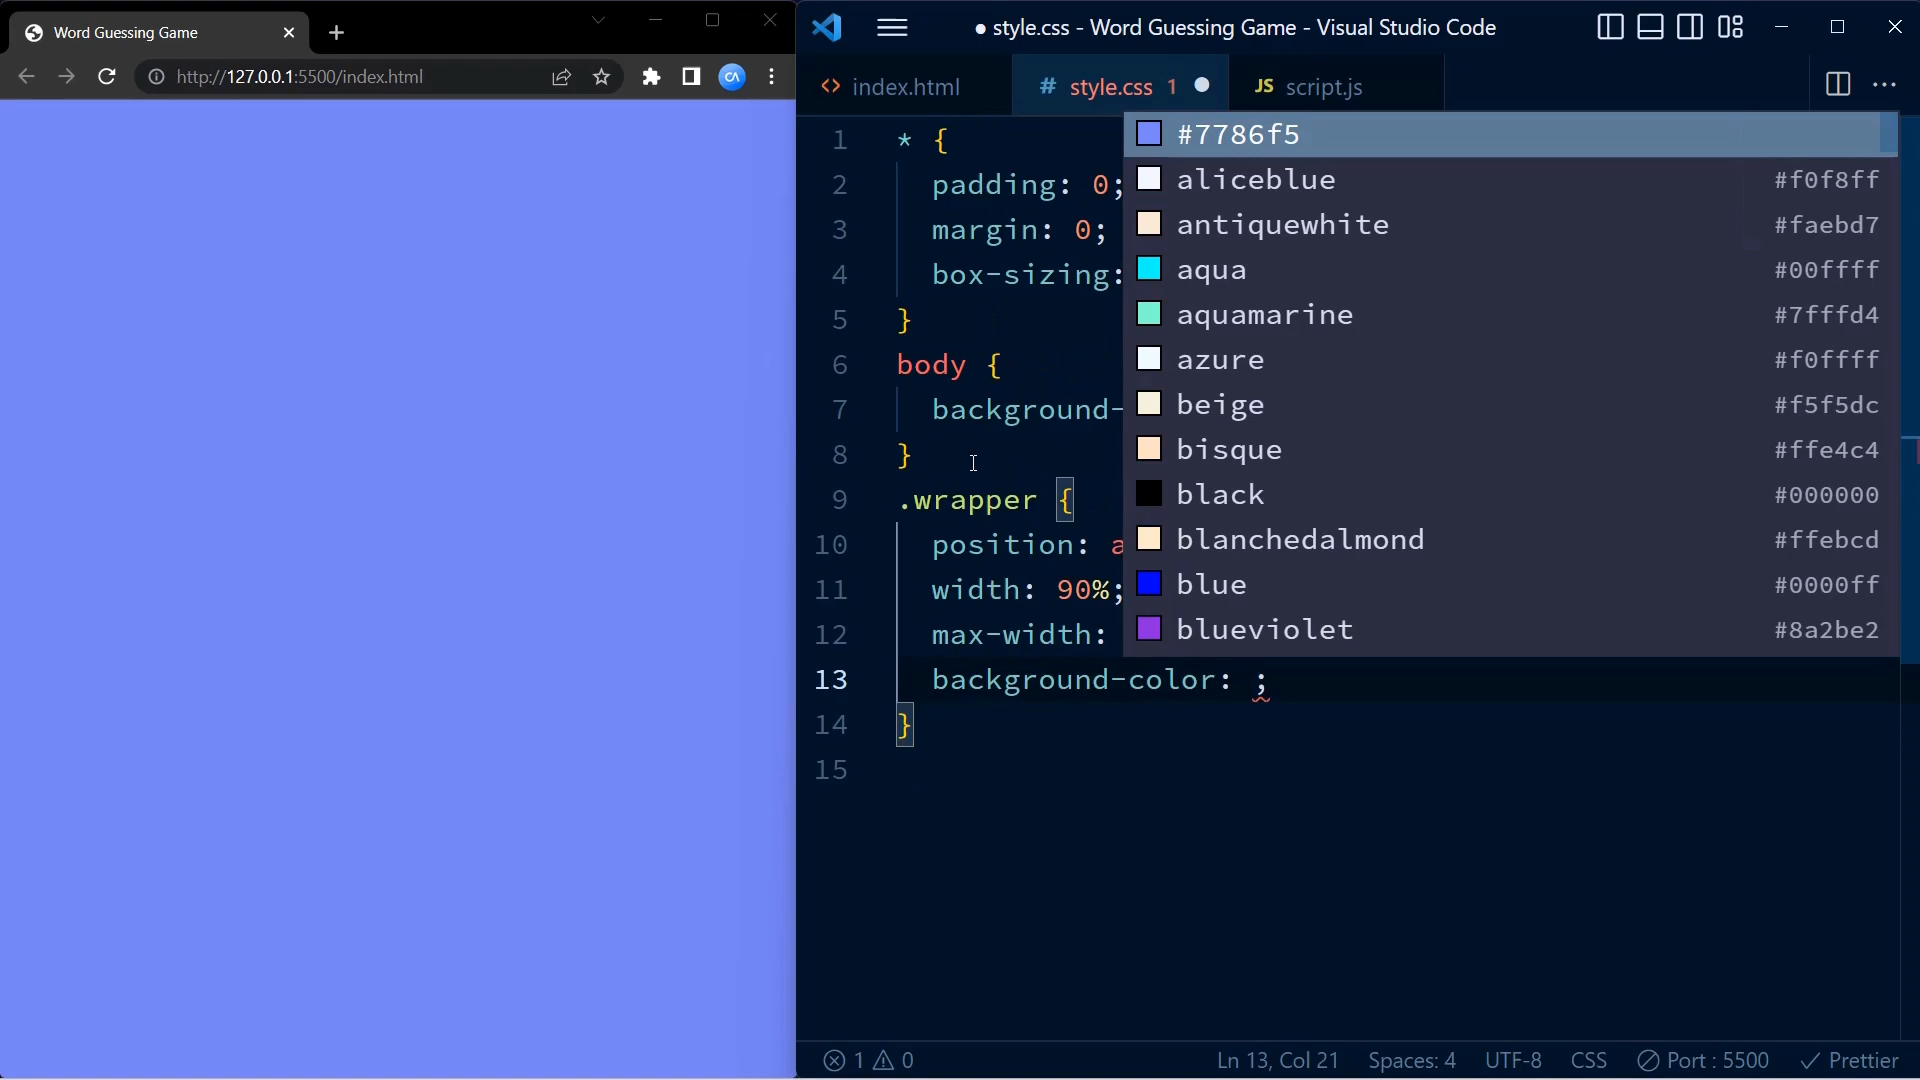 Word Guessing Game
http://127.0.0.1:5500/index.html
CA
● style.css - Word Guessing Game - Visual Studio Code
<> index.html
# style.css 1
JS script.js
1 * {
2 padding: 0;
3 margin: 0;
4 box-sizing:
5 }
6 body {
7 background-
8 }
9 .wrapper {
10 position: a
11 width: 90%;
12 max-width:
13 background-color: ;
14 }
15
#7786f5
aliceblue #f0f8ff
antiquewhite #faebd7
aqua #00ffff
aquamarine #7fffd4
azure #f0ffff
beige #f5f5dc
bisque #ffe4c4
black #000000
blanchedalmond #ffebcd
blue #0000ff
blueviolet #8a2be2
1 0 Ln 13, Col 21 Spaces: 4 UTF-8 CSS Port : 5500 Prettier